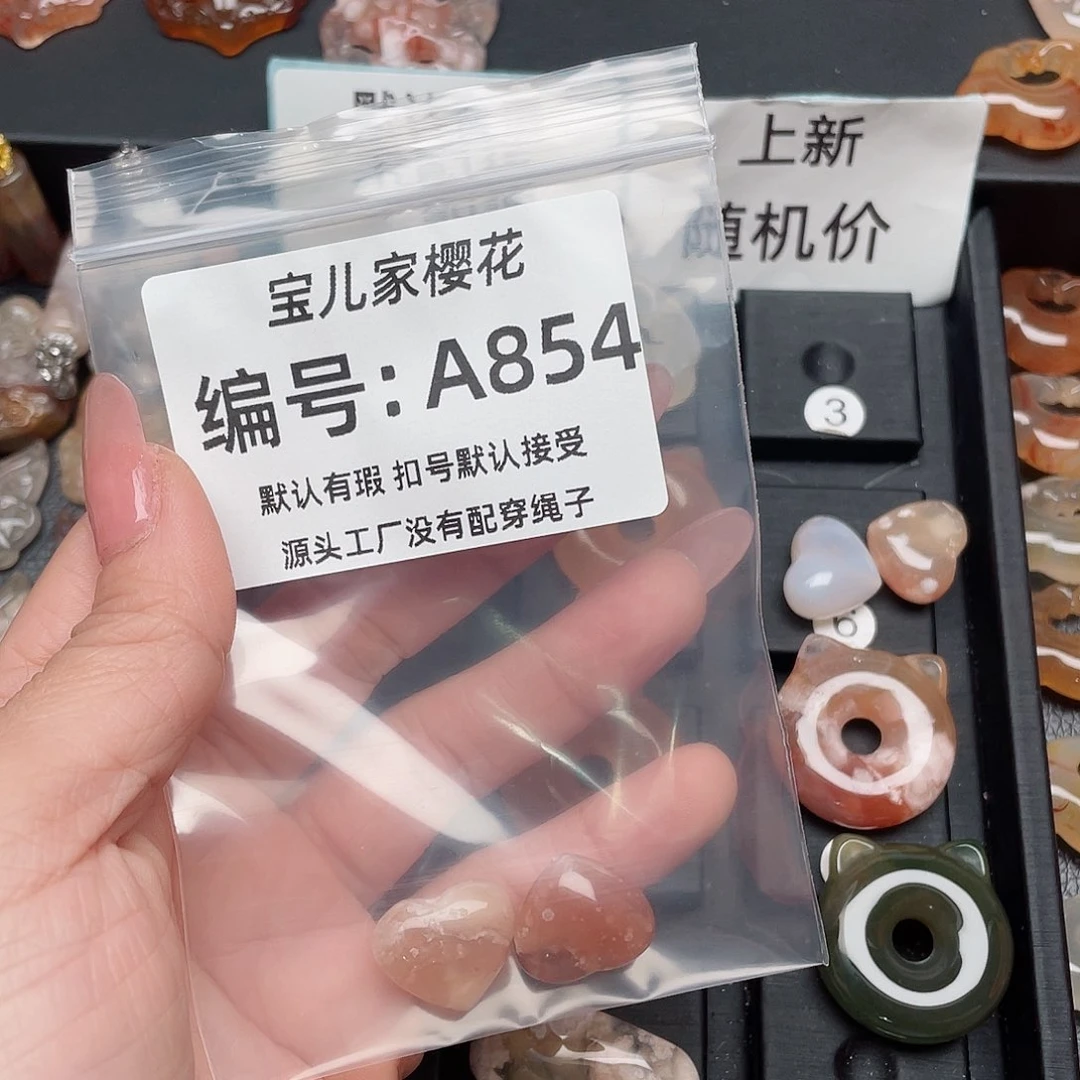 上新
随机价
宝儿家樱花
编号：A854
默认有瑕 扣号默认接受
源头工厂没有配穿绳子
3
6